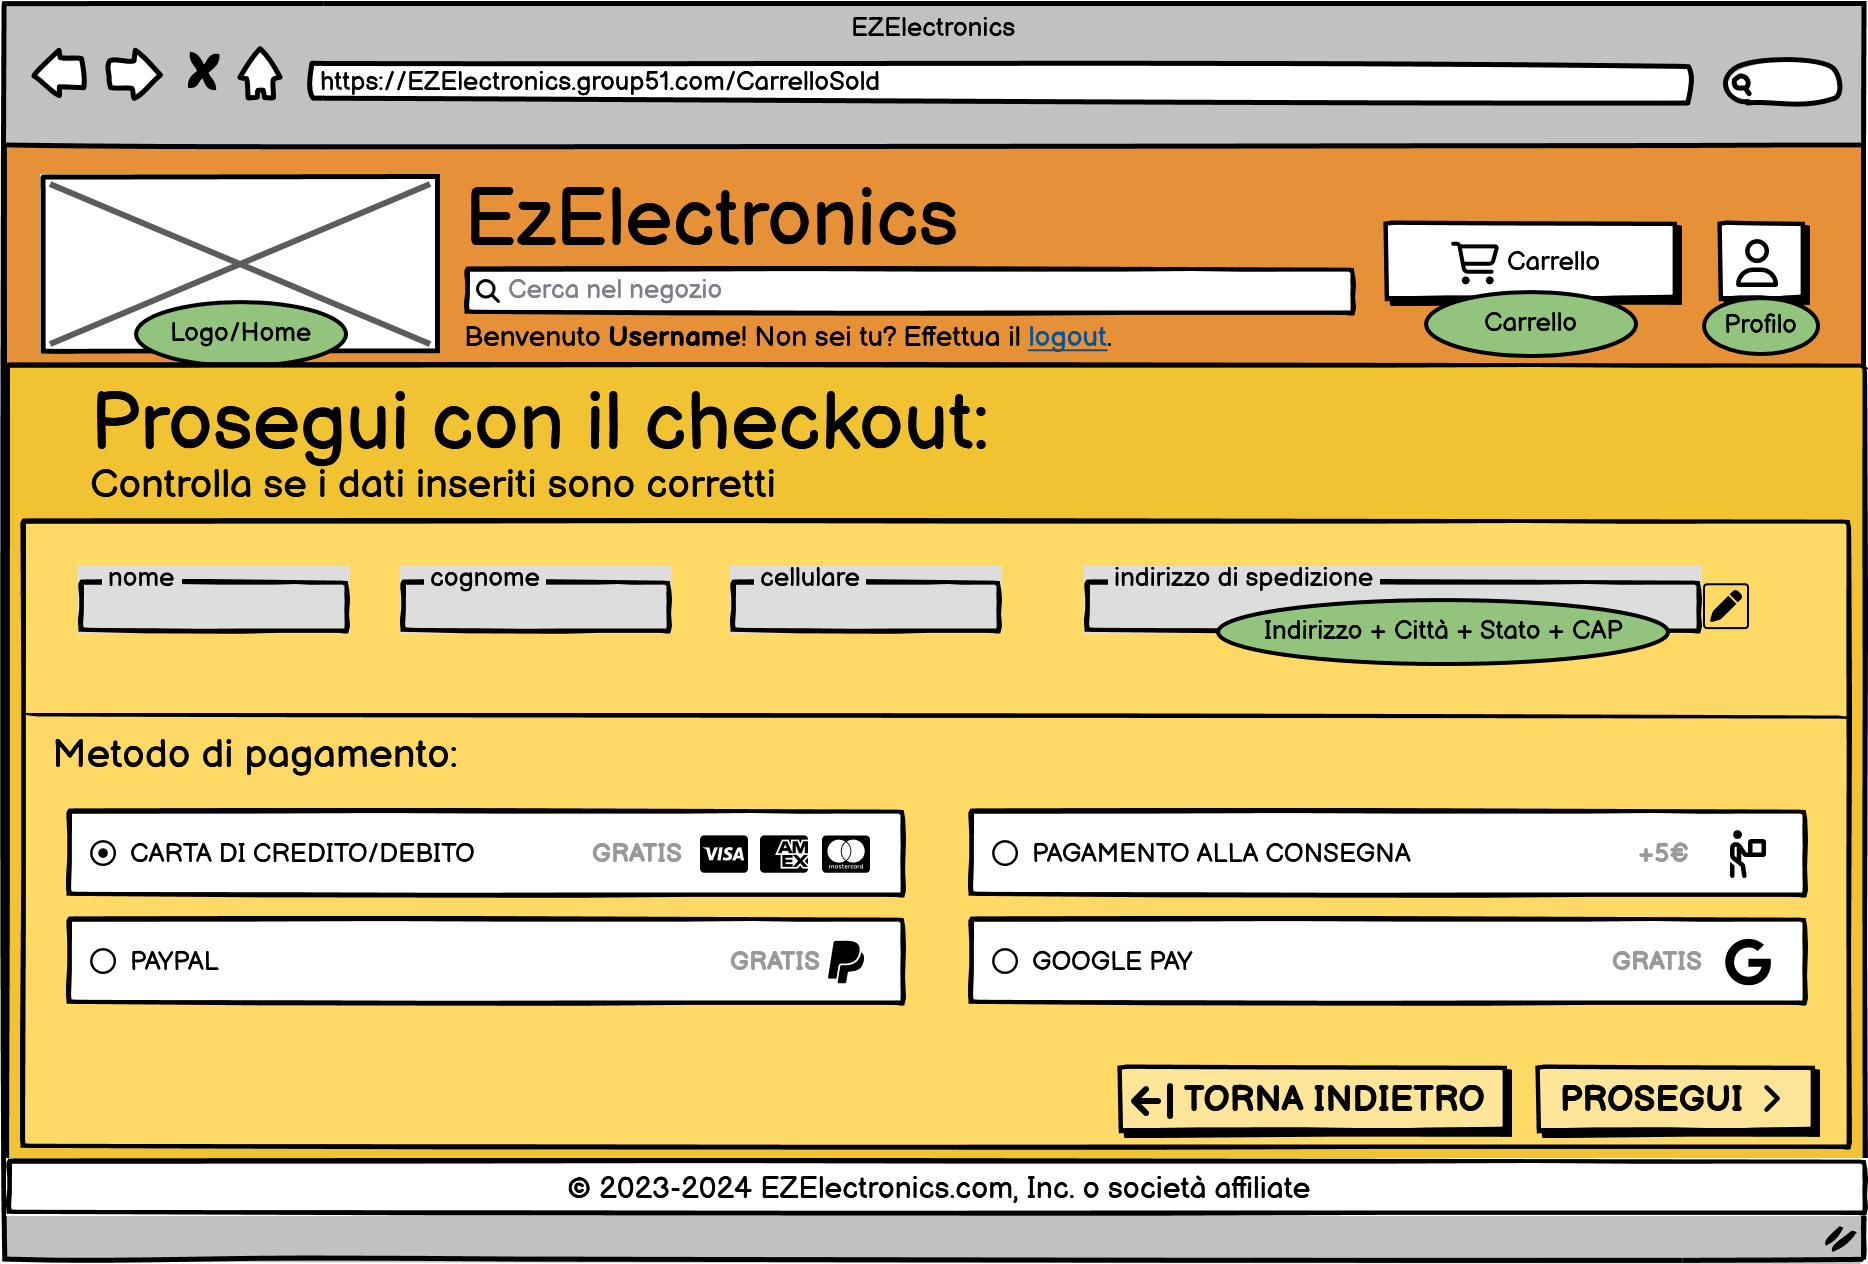 EZElectronics
https://EZElectronics.group51.com/CarrelloSold
EzElectronics
Carrello
Cerca nel negozio
Logo/Home
Benvenuto Username! Non sei tu? Effettua il logout.
Carrello
Profilo
Prosegui con il checkout:
Controlla se i dati inseriti sono corretti
nome
cognome
cellulare
indirizzo di spedizione
Indirizzo + Città + Stato + CAP
Metodo di pagamento:
CARTA DI CREDITO/DEBITO GRATIS VISA AM EX mastercard
PAGAMENTO ALLA CONSEGNA +5€
PAYPAL GRATIS
GOOGLE PAY GRATIS G
TORNA INDIETRO
PROSEGUI
© 2023-2024 EZElectronics.com, Inc. o società affiliate